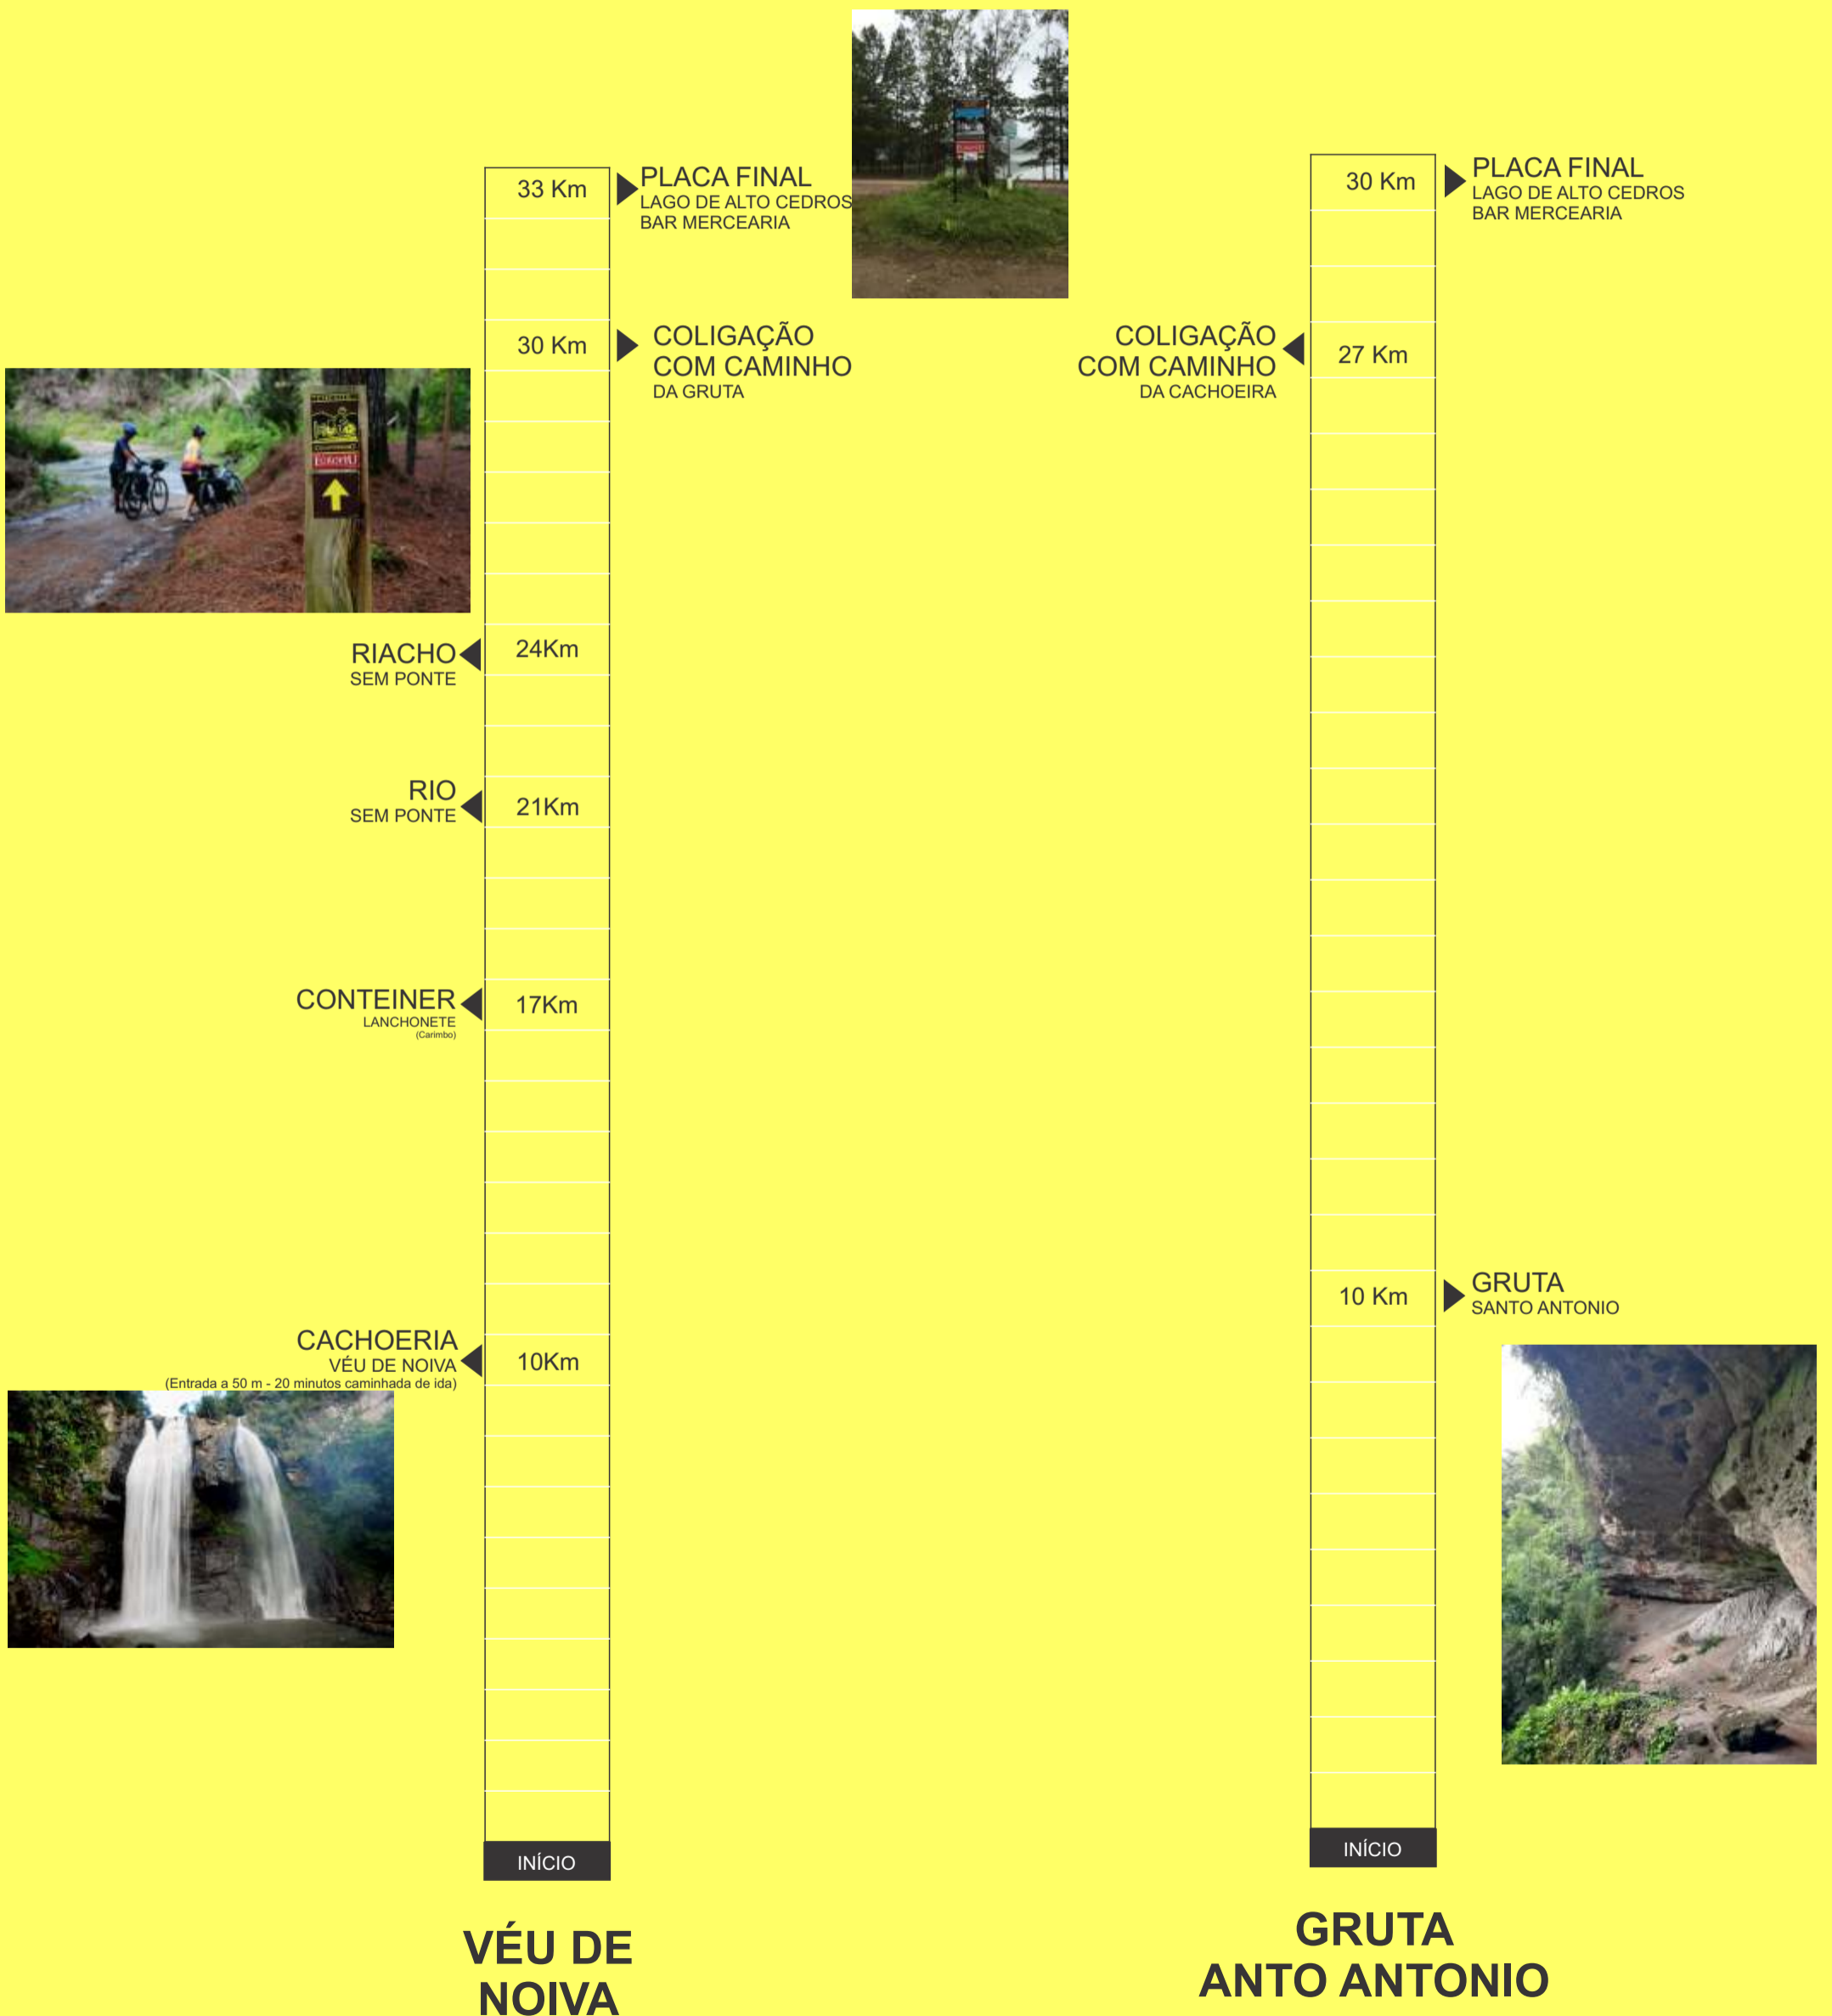 33 Km
PLACA FINAL
LAGO DE ALTO CEDROS
BAR MERCEARIA
30 Km
COLIGAÇÃO
COM CAMINHO
DA GRUTA
24Km
RIACHO
SEM PONTE
21Km
RIO
SEM PONTE
17Km
CONTEINER
LANCHONETE
(Carimbo)
10Km
CACHOERIA
VÉU DE NOIVA
(Entrada a 50 m - 20 minutos caminhada de ida)
INÍCIO
VÉU DE
NOIVA
30 Km
PLACA FINAL
LAGO DE ALTO CEDROS
BAR MERCEARIA
27 Km
COLIGAÇÃO
COM CAMINHO
DA CACHOEIRA
10 Km
GRUTA
SANTO ANTONIO
INÍCIO
GRUTA
ANTO ANTONIO